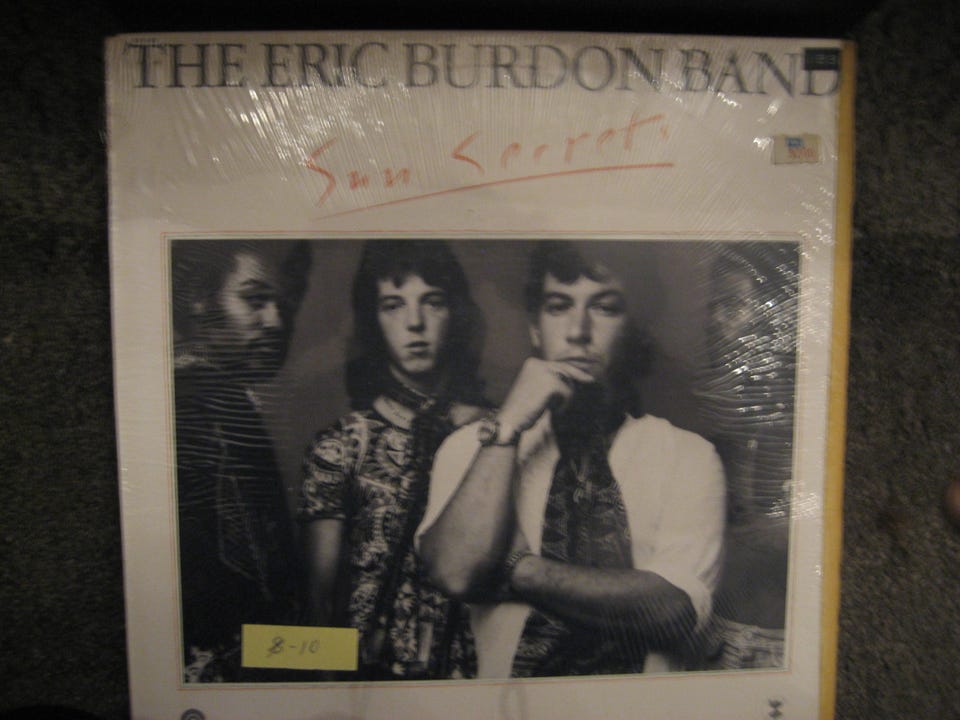 THE ERIC BURDON BAND
Sun Secrets
8-10